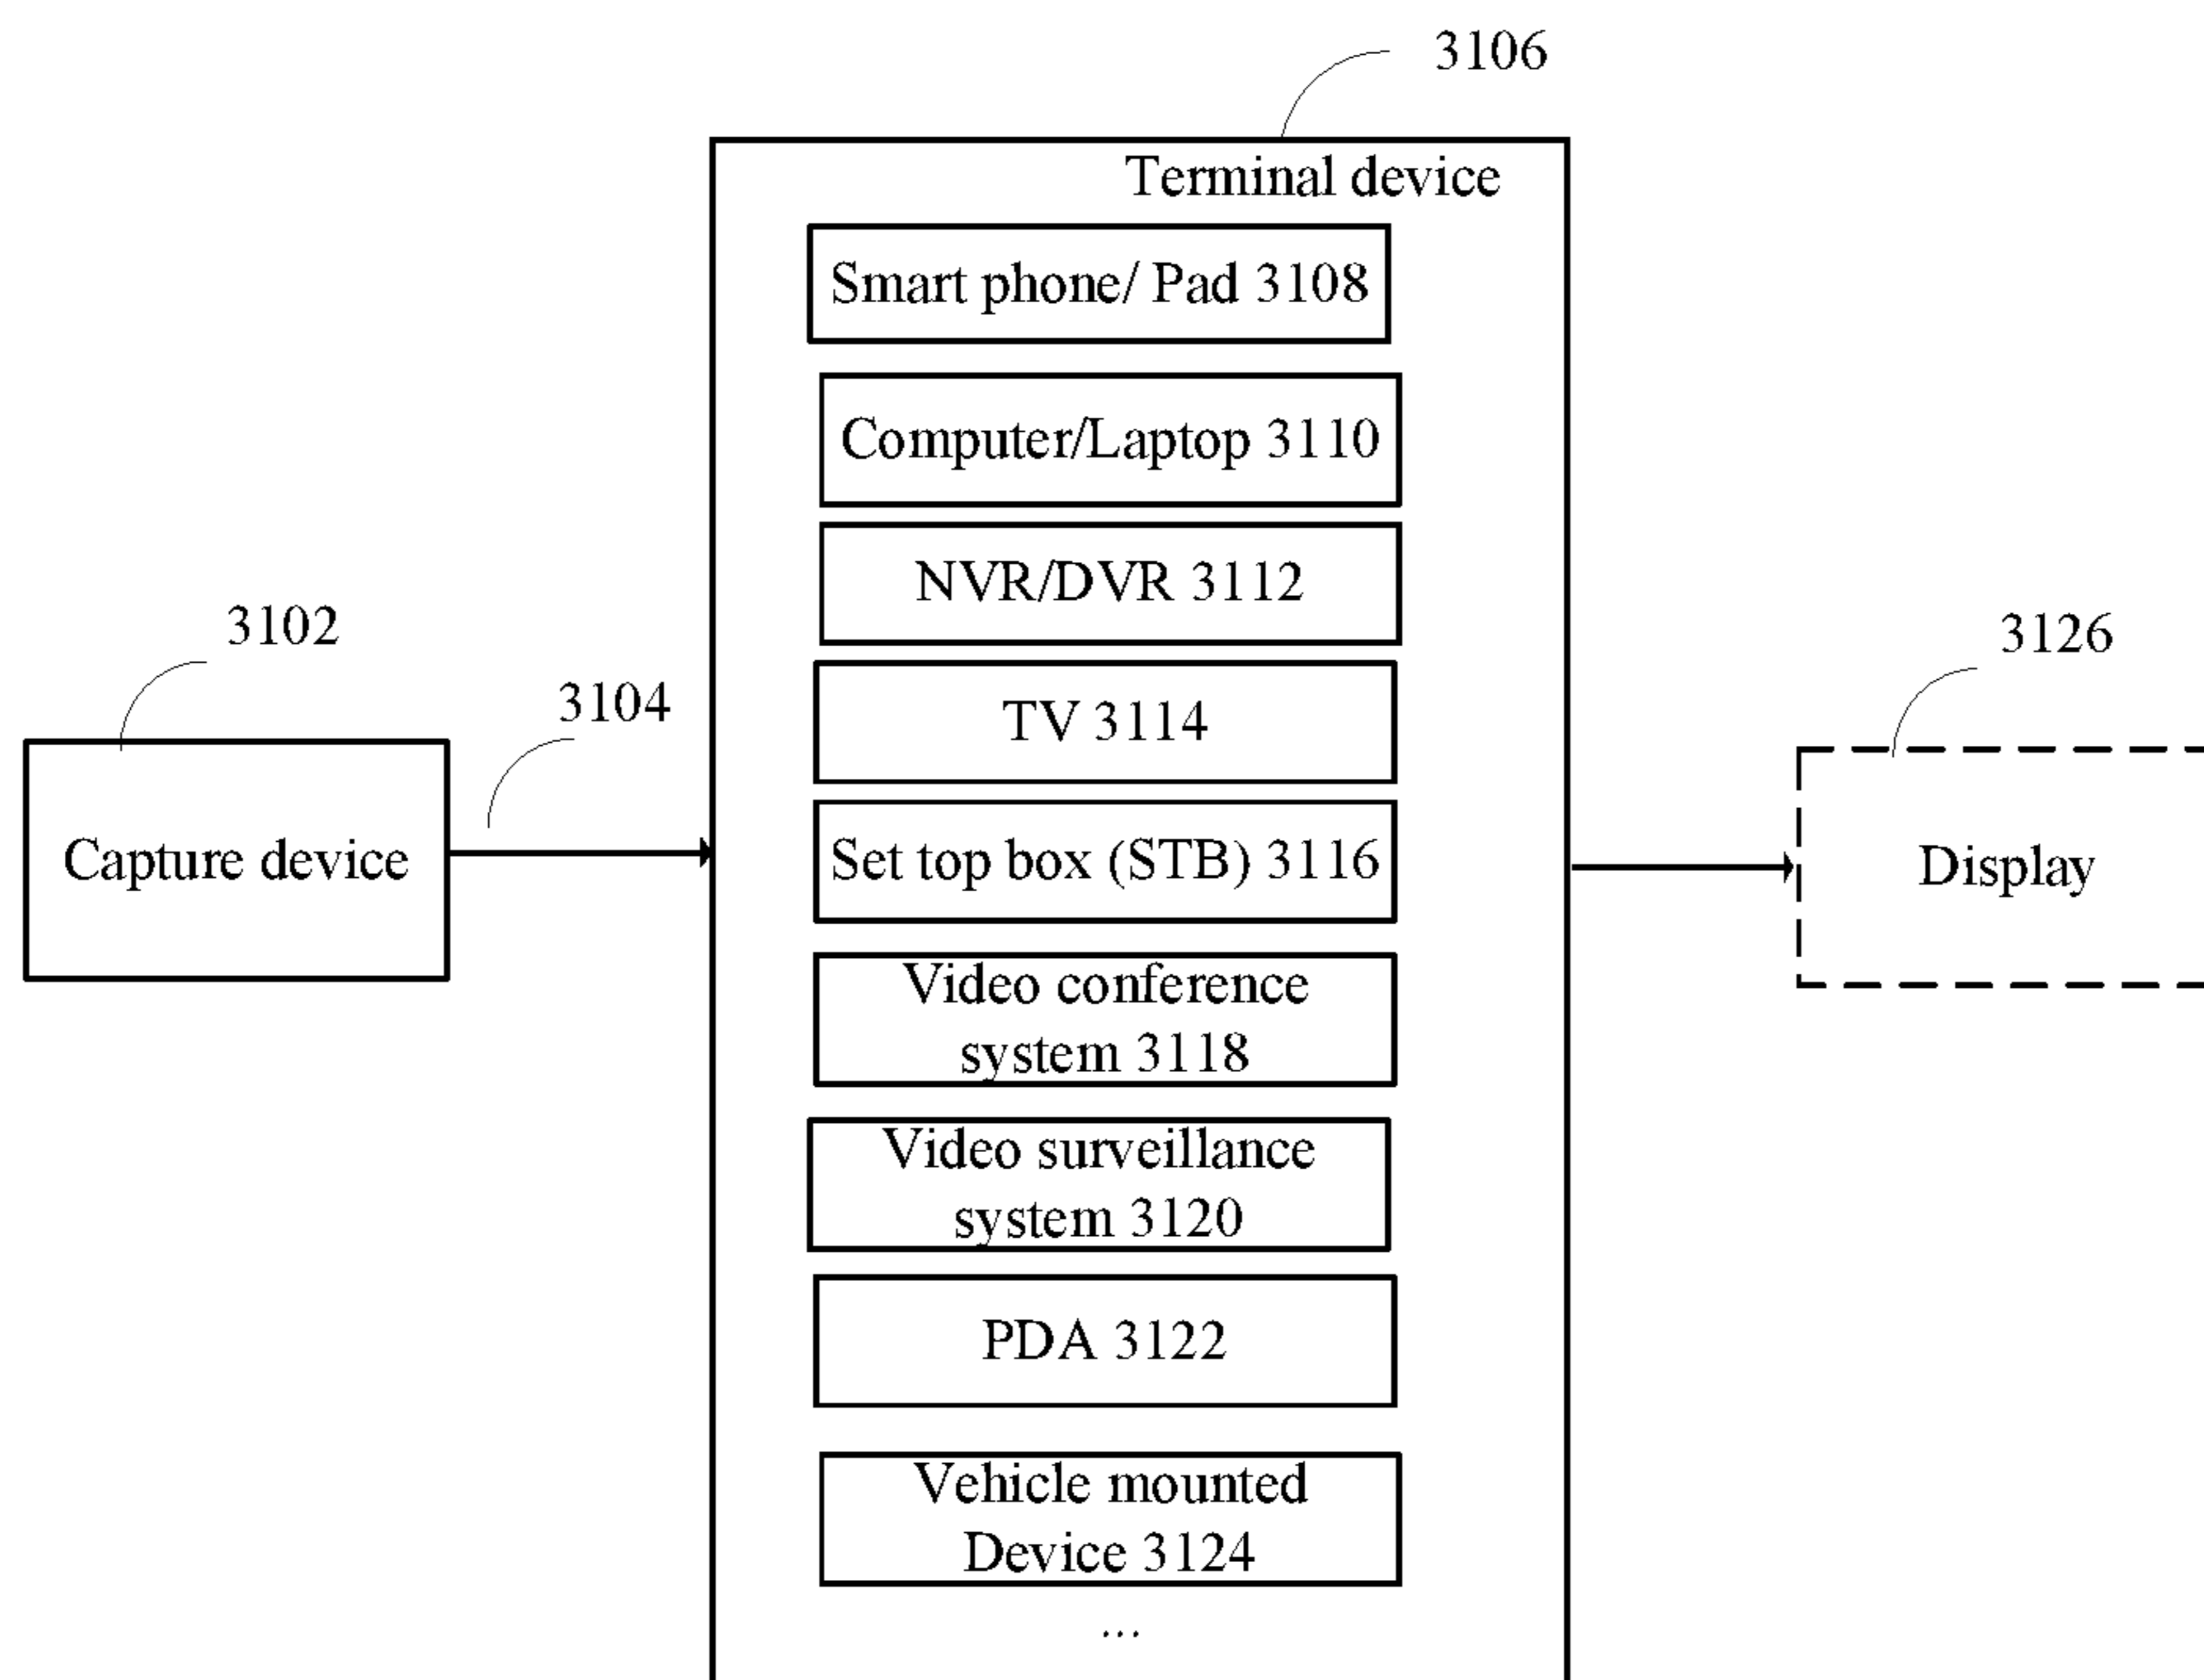 3106
Terminal device
Smart phone/ Pad 3108
Computer/Laptop 3110
NVR/DVR 3112
3102
3104
3126
TV 3114
Capture device
Set top box (STB) 3116
Display
Video conference
system 3118
Video surveillance
system 3120
PDA 3122
Vehicle mounted
Device 3124
...